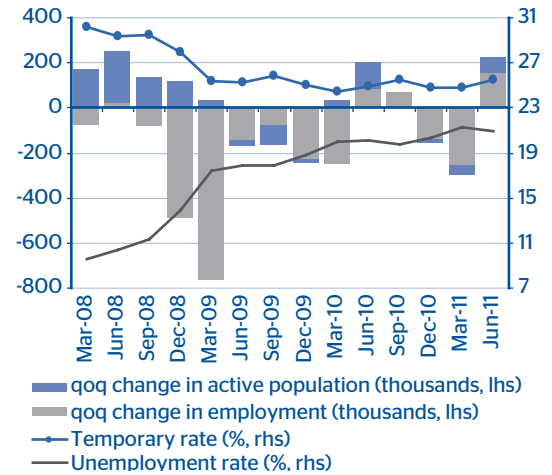 400 31
200 27
0 23
-200 19
-400 15
-600 11
-800 7
Mar-08 Jun-08 Sep-08 Dec-08 Mar-09 Jun-09 Sep-09 Dec-09 Mar-10 Jun-10 Sep-10 Dec-10 Mar-11 Jun-11
qoq change in active population (thousands, lhs)
qoq change in employment (thousands, lhs)
Temporary rate (%, rhs)
Unemployment rate (%, rhs)